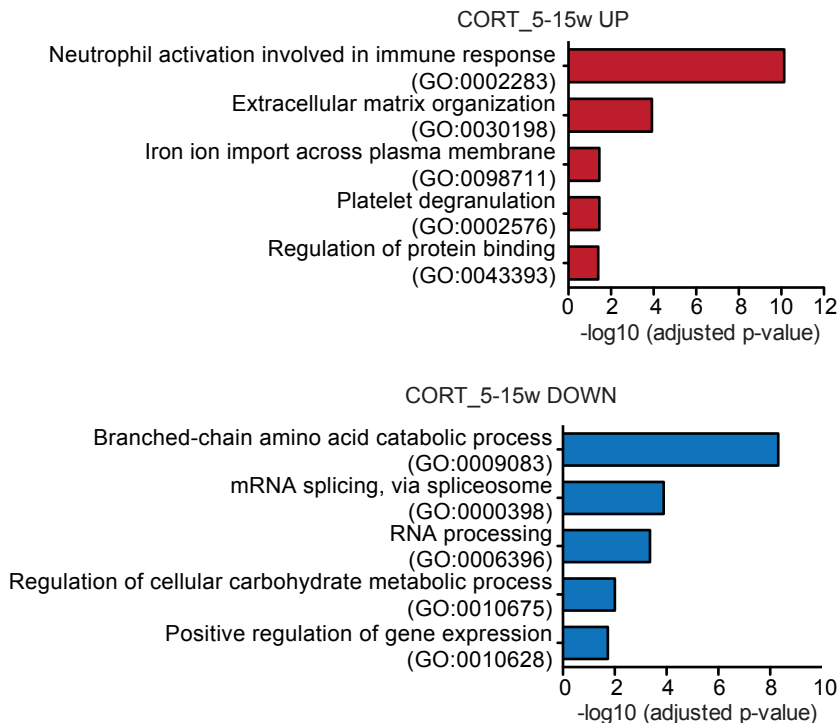 CORT_5-15w UP
Neutrophil activation involved in immune response
(GO:0002283)
Extracellular matrix organization
(GO:0030198)
Iron ion import across plasma membrane
(GO:0098711)
Platelet degranulation
(GO:0002576)
Regulation of protein binding
(GO:0043393)
0 2 4 6 8 10 12
-log10 (adjusted p-value)
CORT_5-15w DOWN
Branched-chain amino acid catabolic process
(GO:0009083)
mRNA splicing, via spliceosome
(GO:0000398)
RNA processing
(GO:0006396)
Regulation of cellular carbohydrate metabolic process
(GO:0010675)
Positive regulation of gene expression
(GO:0010628)
0 2 4 6 8 10
-log10 (adjusted p-value)